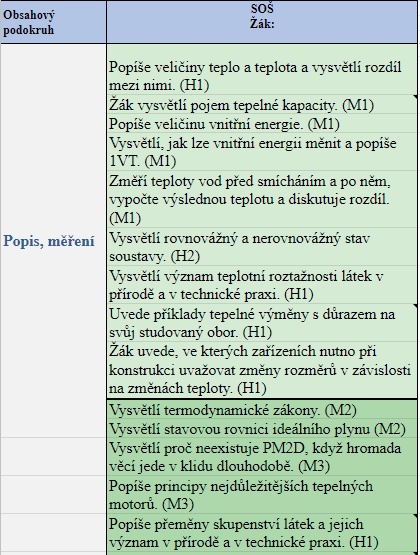 Obsahový
podokruh
SOŠ
Žák:
Popis, měření
Popíše veličiny teplo a teplota a vysvětlí rozdíl
mezi nimi. (H1)
Žák vysvětlí pojem tepelné kapacity. (M1)
Popíše veličinu vnitřní energie. (M1)
Vysvětlí, jak lze vnitřní energii měnit a popíše
1VT. (M1)
Změří teploty vod před smícháním a po něm,
vypočte výslednou teplotu a diskutuje rozdíl.
(M1)
Vysvětlí rovnovážný a nerovnovážný stav
soustavy. (H2)
Vysvětlí význam teplotní roztažnosti látek v
přírodě a v technické praxi. (H1)
Uvede příklady tepelné výměny s důrazem na
svůj studovaný obor. (H1)
Žák uvede, ve kterých zařízeních nutno při
konstrukci uvažovat změny rozměrů v závislosti
na změnách teploty. (H1)
Vysvětlí termodynamické zákony. (M2)
Vysvětlí stavovou rovnici ideálního plynu (M2)
Vysvětlí proč neexistuje PM2D, když hromada
věcí jede v klidu dlouhodobě. (M3)
Popíše principy nejdůležitějších tepelných
motorů. (M3)
Popíše přeměny skupenství látek a jejich
význam v přírodě a v technické praxi. (H1)